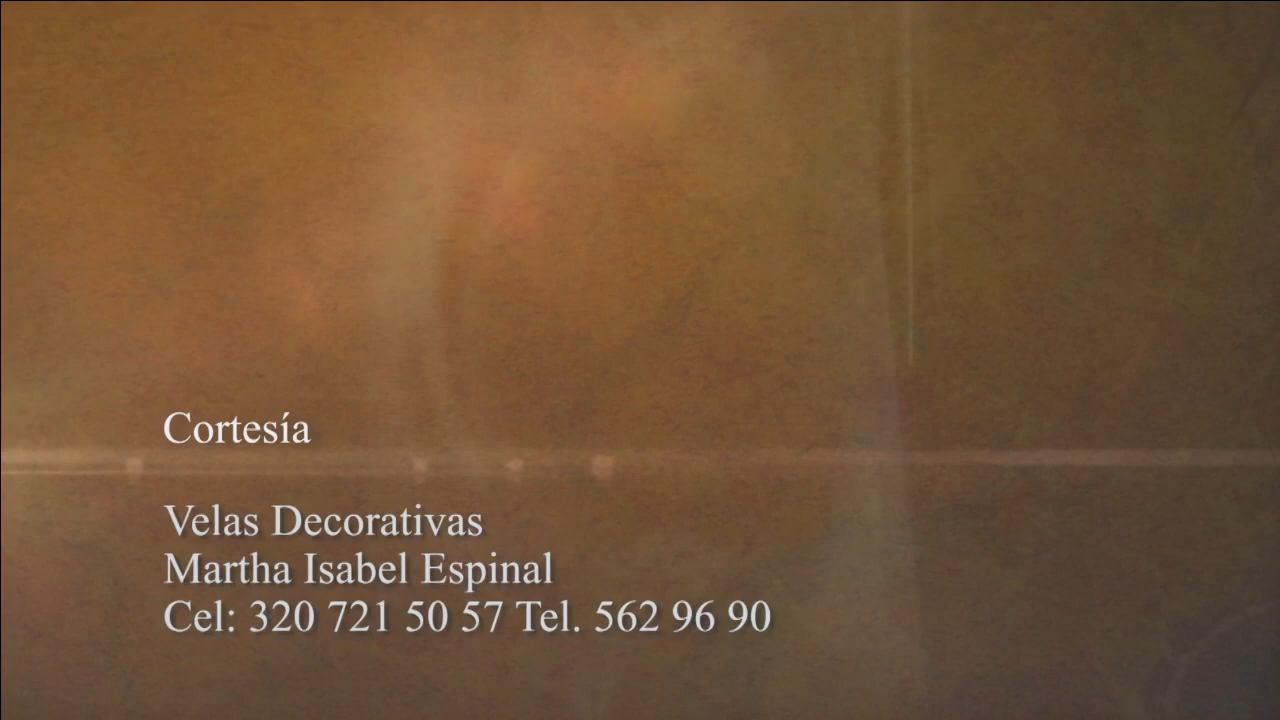 Cortesía
Velas Decorativas
Martha Isabel Espinal
Cel: 320 721 50 57 Tel. 562 96 90